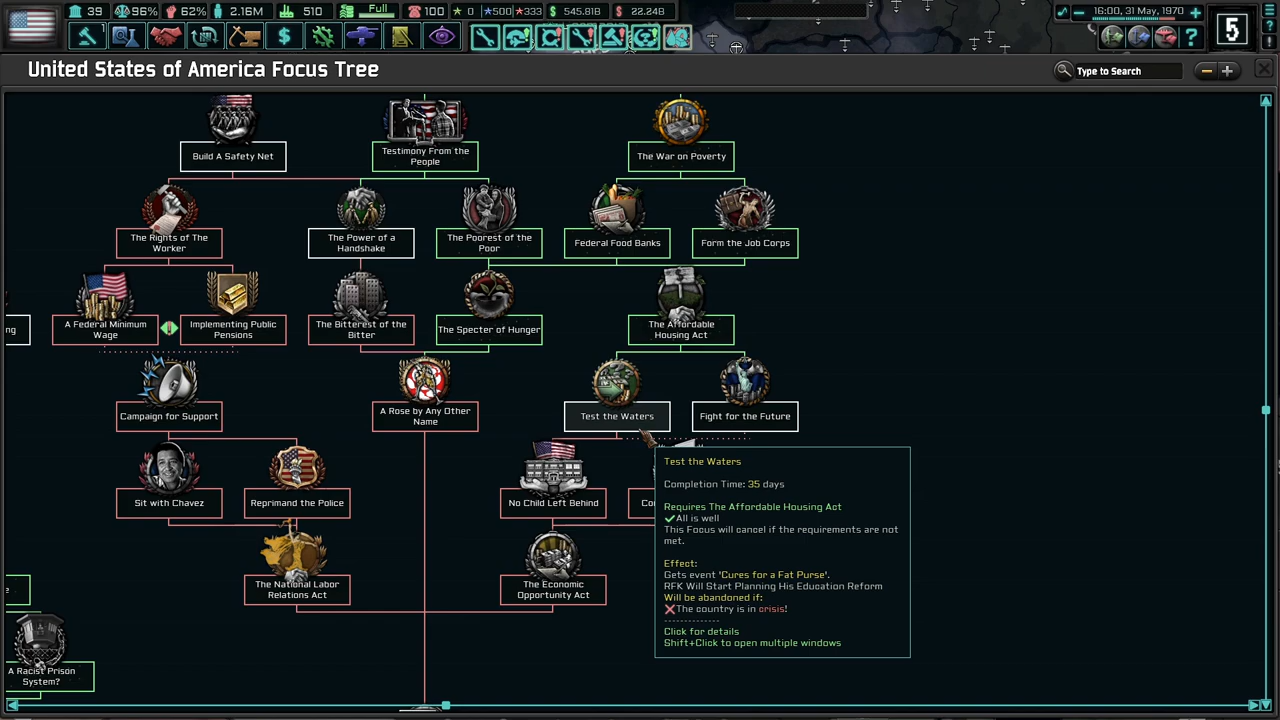 39 96% 62% 2.16M 510 Full 100 0 *500|*333 $ 545.81B $ 22.24B 16:00, 31 May, 1970
5
United States of America Focus Tree
Type to Search
Build A Safety Net
Testimony From the
People
The War on Poverty
The Rights of The
Worker
The Power of a
Handshake
The Poorest of the
Poor
Federal Food Banks
Form the Job Corps
ng
A Federal Minimum
Wage
Implementing Public
Pensions
The Bitterest of the
Bitter
The Specter of Hunger
The Affordable
Housing Act
Campaign for Support
A Rose by Any Other
Name
Test the Waters
Fight for the Future
Sit with Chavez
Reprimand the Police
No Child Left Behind
Co
The National Labor
Relations Act
The Economic
Opportunity Act
e
A Racist Prison
System?
Test the Waters
Completion Time: 35 days
Requires The Affordable Housing Act
All is well
This Focus will cancel if the requirements are not
met.
Effect:
Gets event 'Cures for a Fat Purse'.
RFK Will Start Planning His Education Reform
Will be abandoned if:
The country is in crisis!
--------------
Click for details
Shift+Click to open multiple windows